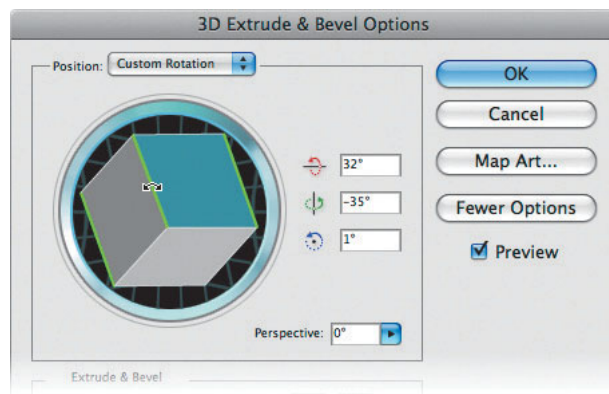 3D Extrude & Bevel Options
Position: Custom Rotation
OK
Cancel
Map Art...
Fewer Options
Preview
32°
-35°
1°
Perspective: 0°
Extrude & Bevel